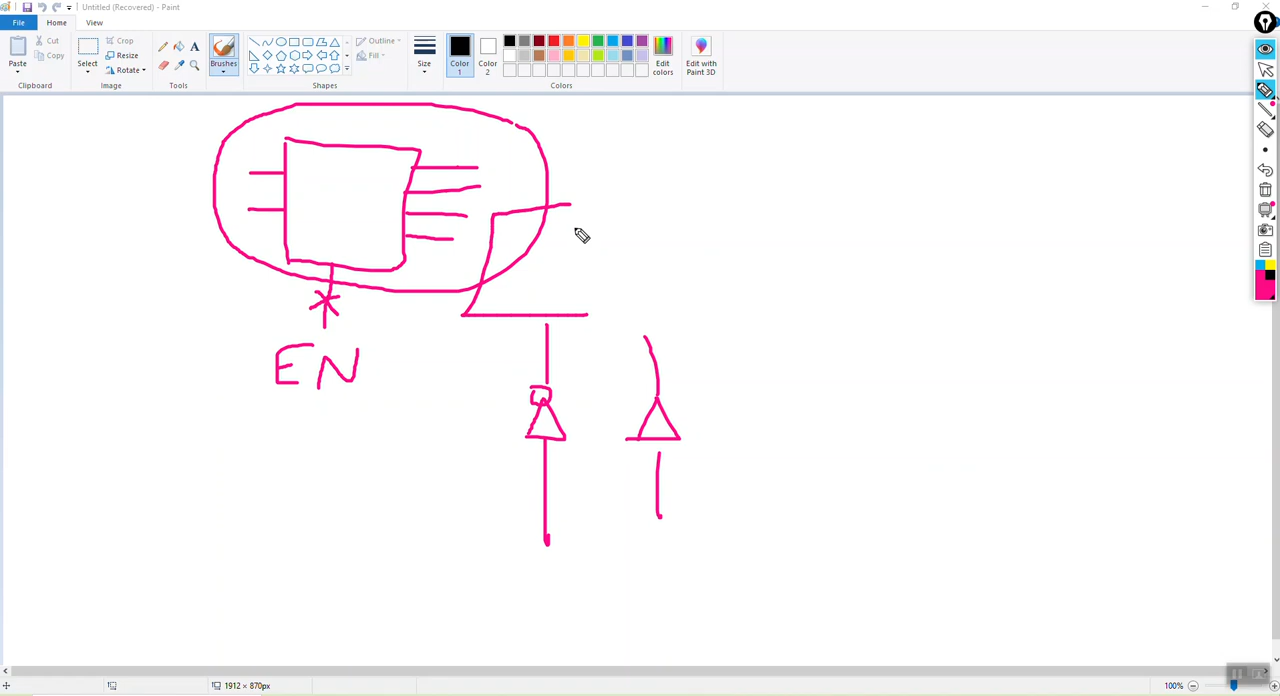 Untitled (Recovered) - Paint
File Home View
Paste
Cut
Copy
Clipboard
Select
Crop
Resize
Rotate
Image
A
Tools
Brushes
Outline
Fill
Shapes
Size
Color 1
Color 2
Edit colors
Colors
Edit with Paint 3D
EN
1912 × 870px
100%